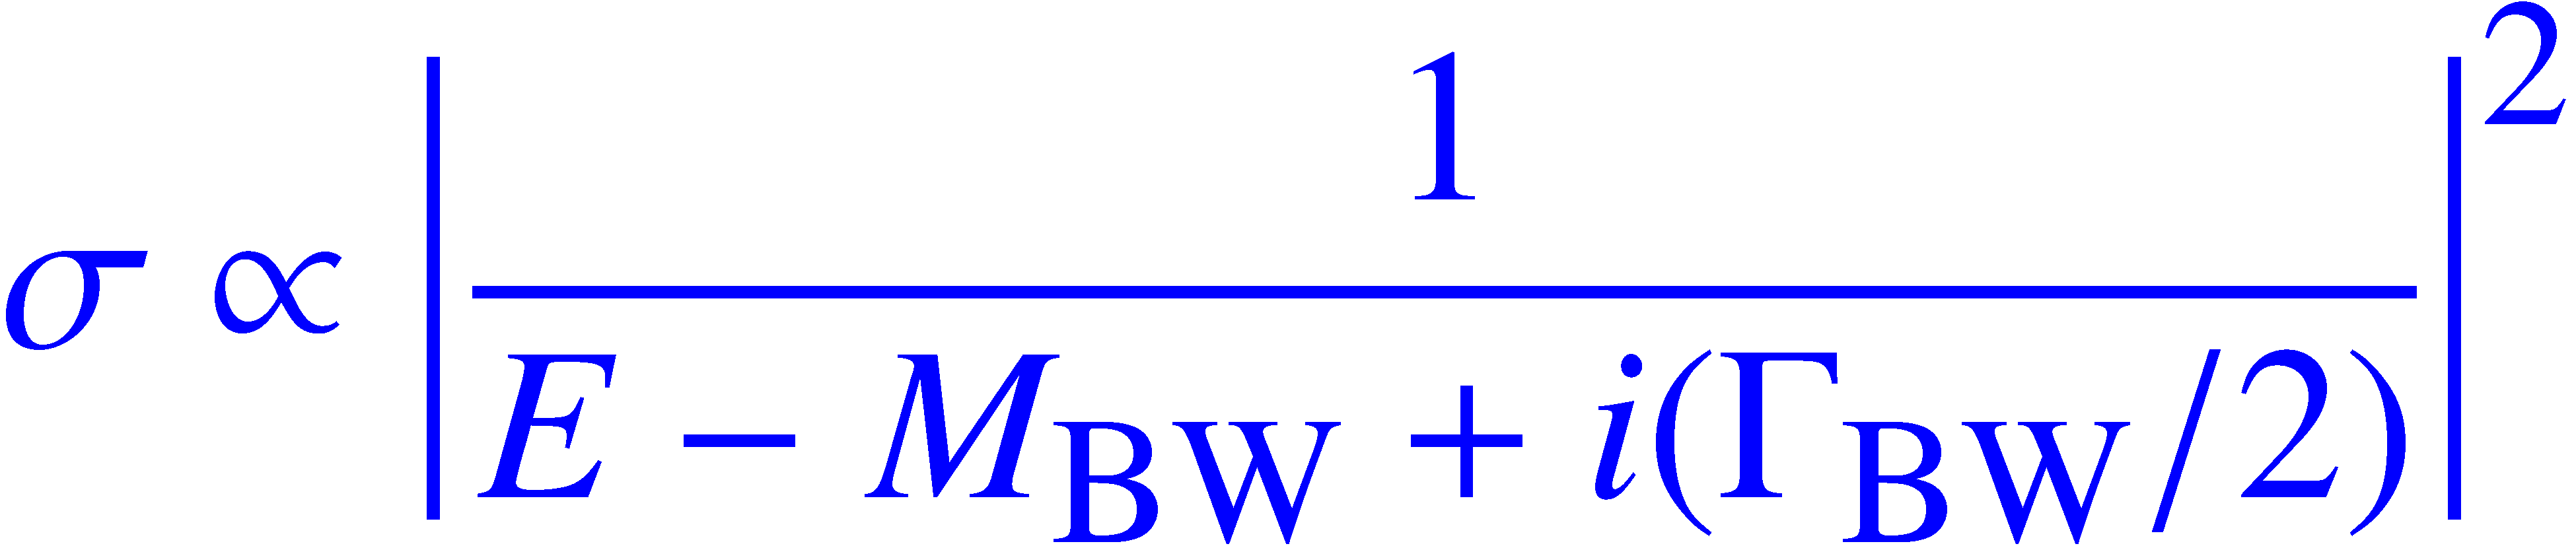 σ ∝ |1 / (E − M_BW + i(Γ_BW/2))|²